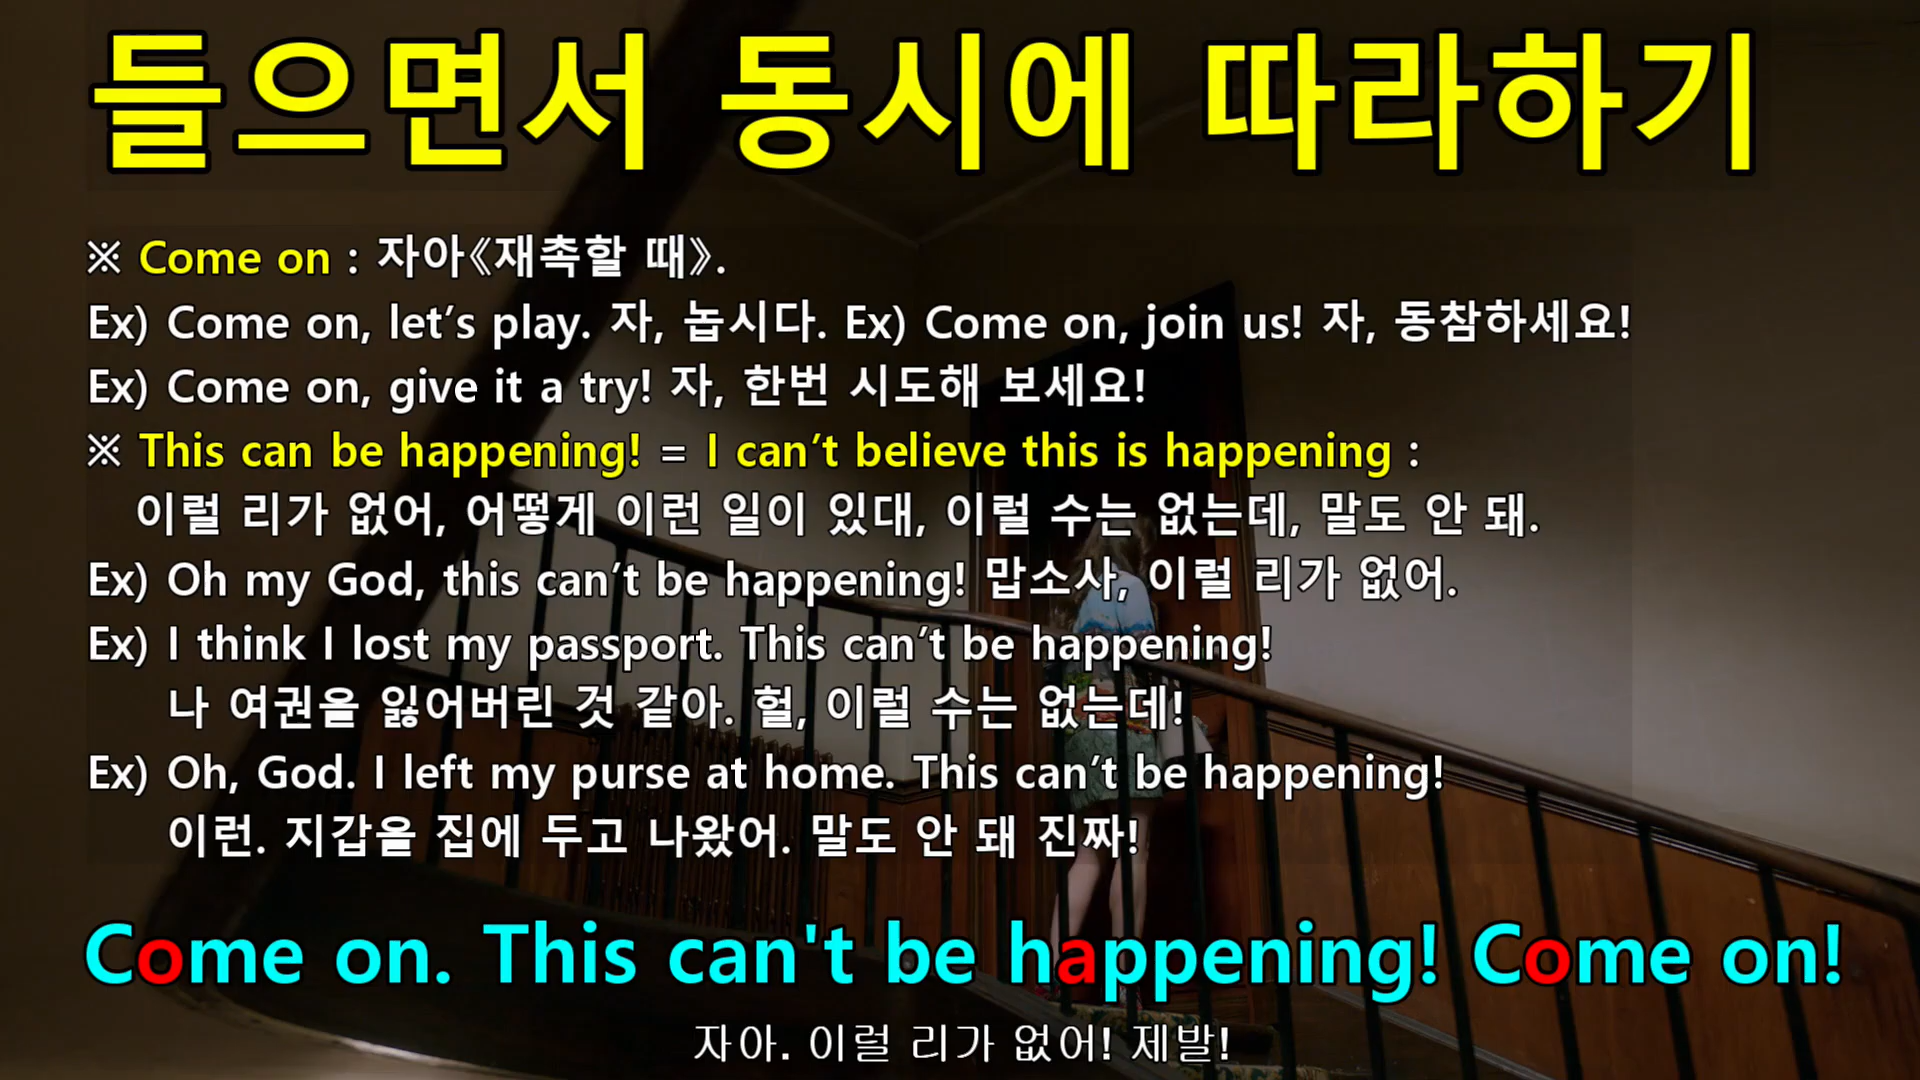 들으면서 동시에 따라하기
※ Come on : 자아《재촉할 때》.
Ex) Come on, let’s play. 자, 놉시다. Ex) Come on, join us! 자, 동참하세요!
Ex) Come on, give it a try! 자, 한번 시도해 보세요!
※ This can be happening! = I can’t believe this is happening :
이럴 리가 없어, 어떻게 이런 일이 있대, 이럴 수는 없는데, 말도 안 돼.
Ex) Oh my God, this can’t be happening! 맙소사, 이럴 리가 없어.
Ex) I think I lost my passport. This can’t be happening!
나 여권을 잃어버린 것 같아. 헐, 이럴 수는 없는데!
Ex) Oh, God. I left my purse at home. This can’t be happening!
이런. 지갑을 집에 두고 나왔어. 말도 안 돼 진짜!
Come on. This can't be happening! Come on!
자아. 이럴 리가 없어! 제발!